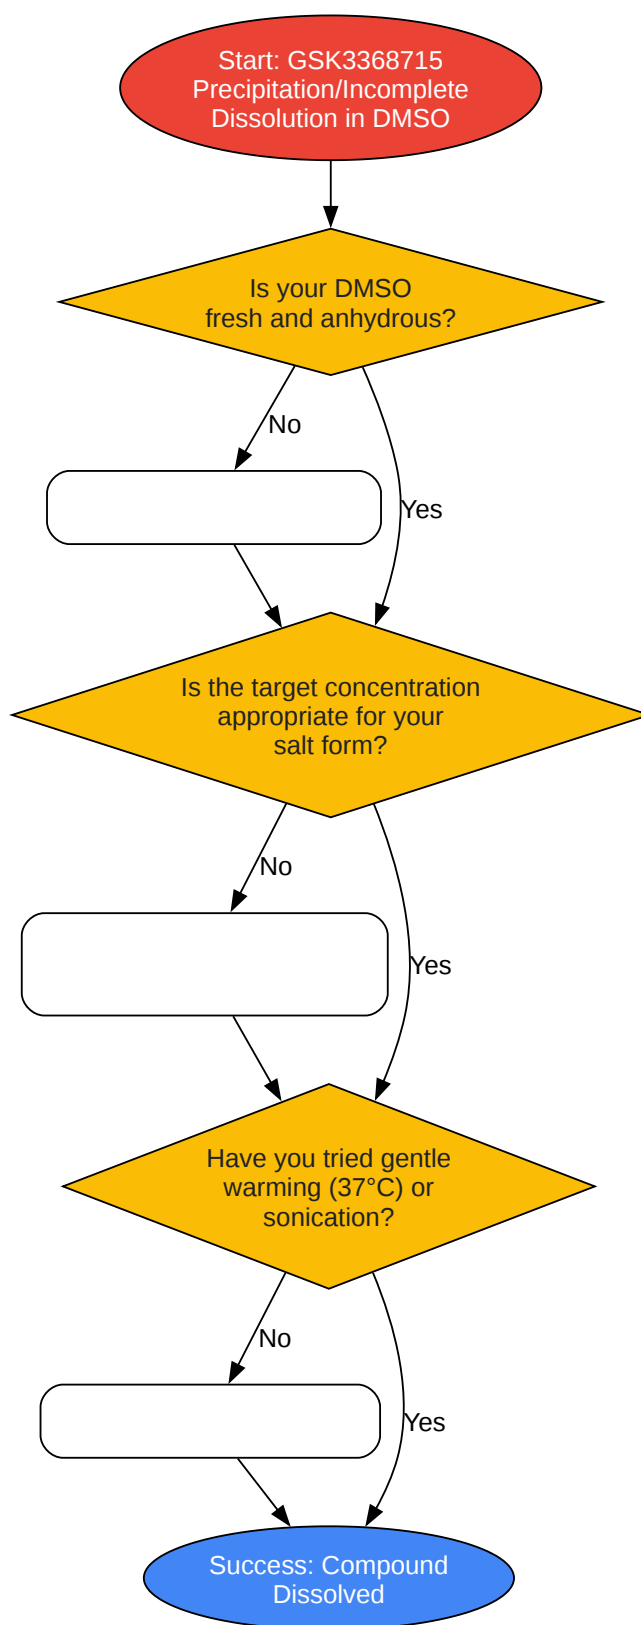 Start: GSK3368715
Precipitation/Incomplete
Dissolution in DMSO
Is your DMSO
fresh and anhydrous?
No
Yes
Is the target concentration
appropriate for your
salt form?
No
Yes
Have you tried gentle
warming (37°C) or
sonication?
No
Yes
Success: Compound
Dissolved